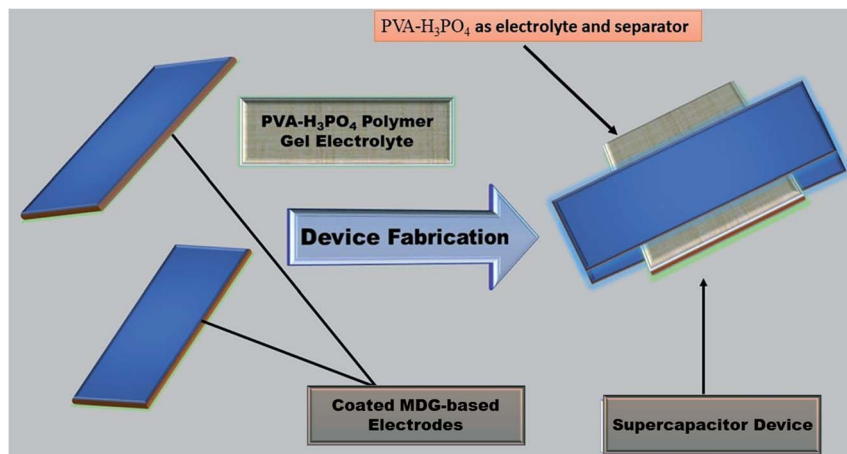 PVA-H₃PO₄ as electrolyte and separator
PVA-H₃PO₄ Polymer
Gel Electrolyte
Device Fabrication
Coated MDG-based
Electrodes
Supercapacitor Device